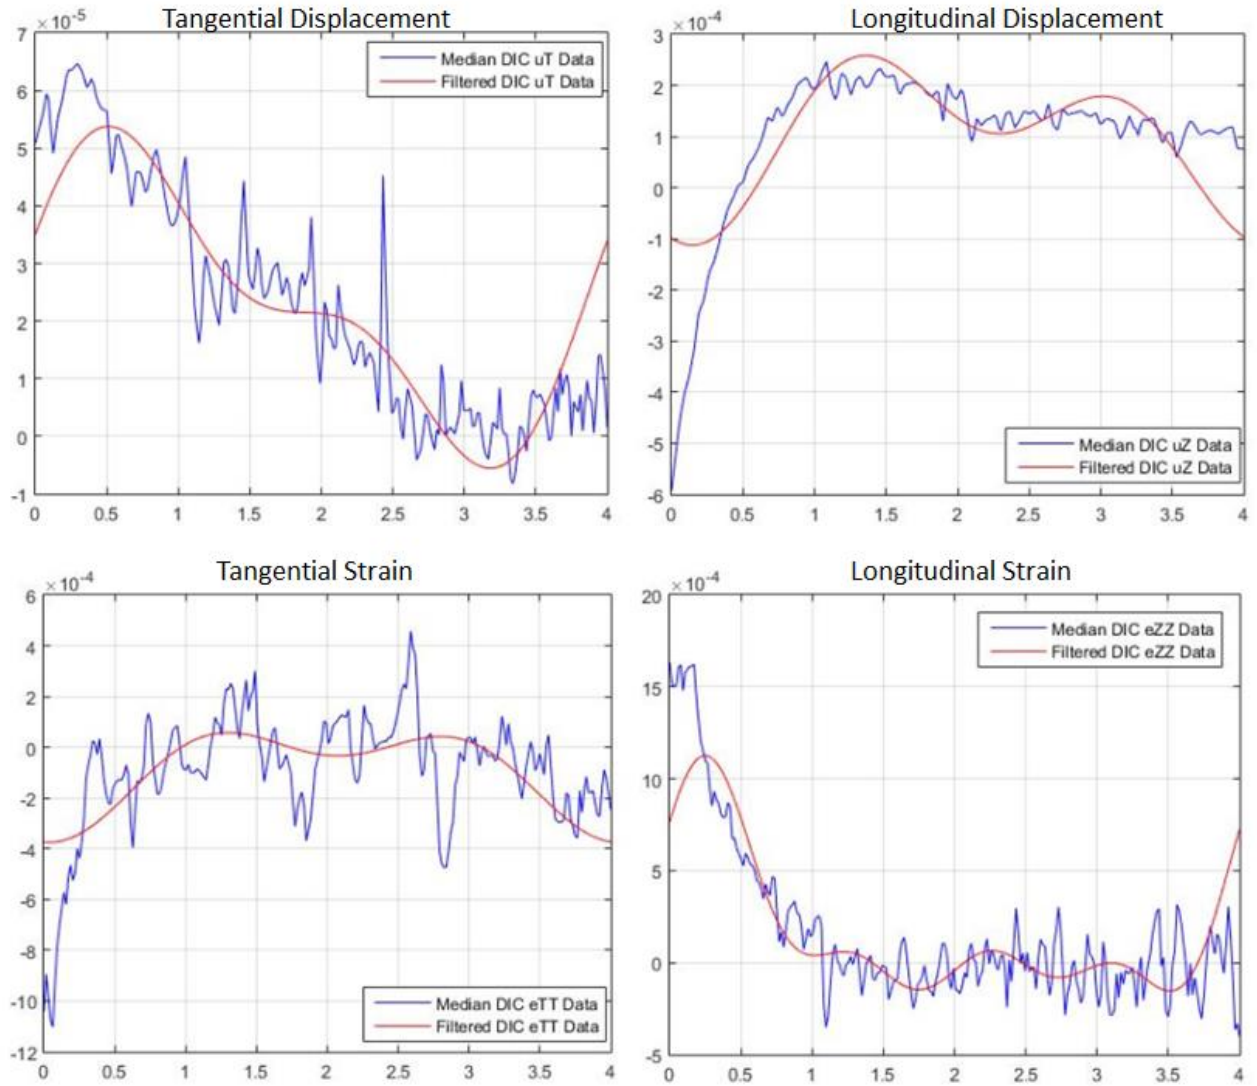 Tangential Displacement
×10⁻⁵
7
6
5
4
3
2
1
0
-1
Median DIC uT Data
Filtered DIC uT Data
0 0.5 1 1.5 2 2.5 3 3.5 4
Longitudinal Displacement
×10⁻⁴
3
2
1
0
-1
-2
-3
-4
-5
-6
Median DIC uZ Data
Filtered DIC uZ Data
0 0.5 1 1.5 2 2.5 3 3.5 4
Tangential Strain
×10⁻⁴
6
4
2
0
-2
-4
-6
-8
-10
-12
Median DIC eTT Data
Filtered DIC eTT Data
0 0.5 1 1.5 2 2.5 3 3.5 4
Longitudinal Strain
×10⁻⁴
20
15
10
5
0
-5
Median DIC eZZ Data
Filtered DIC eZZ Data
0 0.5 1 1.5 2 2.5 3 3.5 4